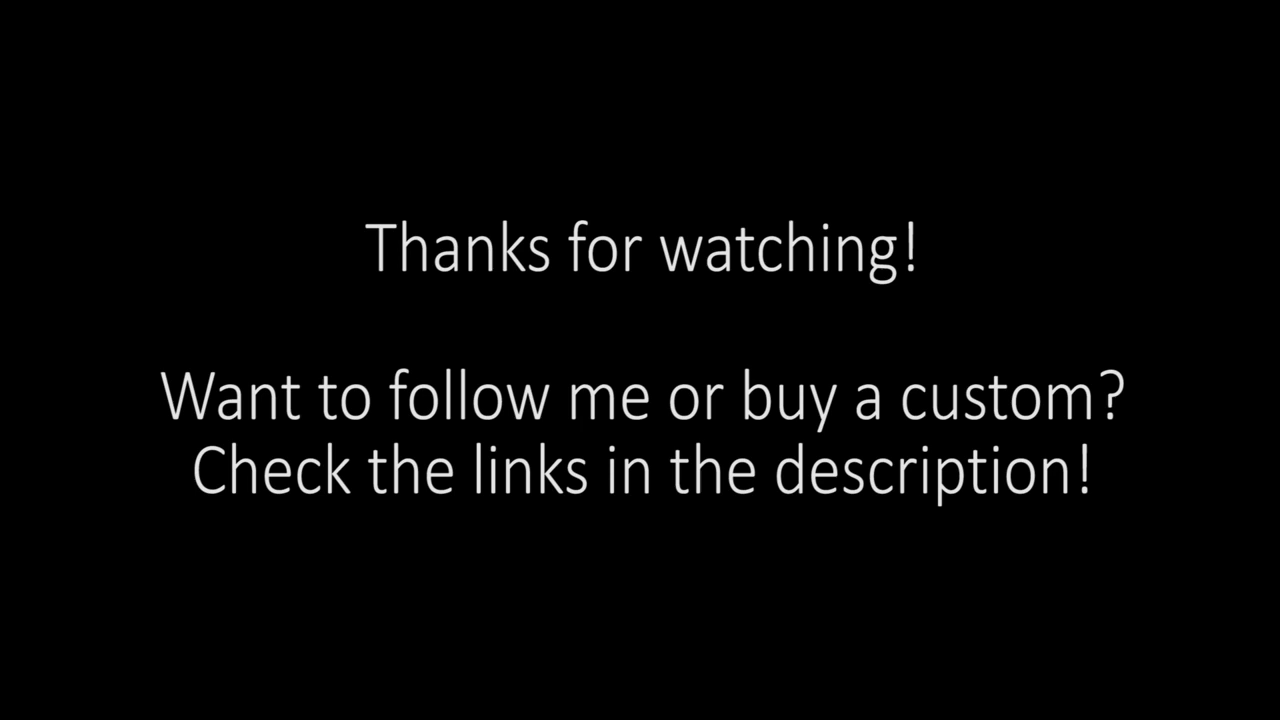 Thanks for watching!
Want to follow me or buy a custom?
Check the links in the description!